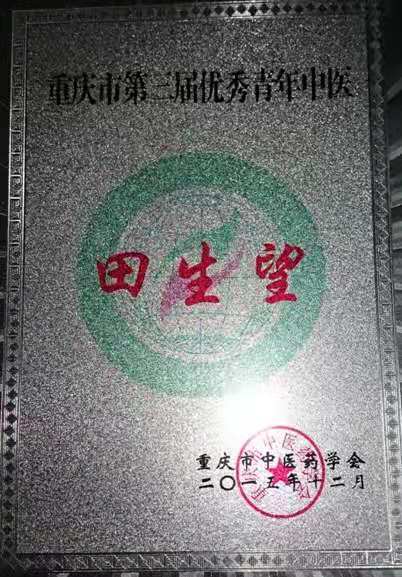 重庆市第三届优秀青年中医
田生望
重庆市中医药学会
二〇一五年十二月